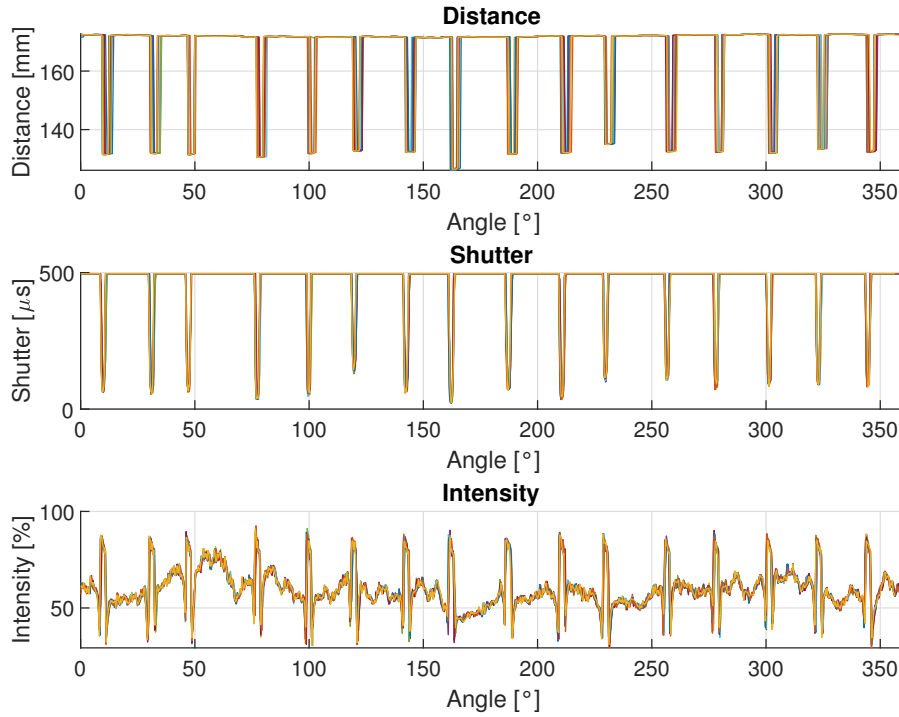 Distance
160
140
Distance [mm]
0 50 100 150 200 250 300 350
Angle [°]
Shutter
500
0
Shutter [μs]
0 50 100 150 200 250 300 350
Angle [°]
Intensity
100
50
Intensity [%]
0 50 100 150 200 250 300 350
Angle [°]